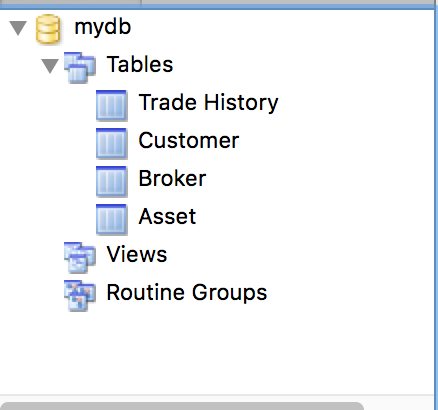 mydb
Tables
Trade History
Customer
Broker
Asset
Views
Routine Groups